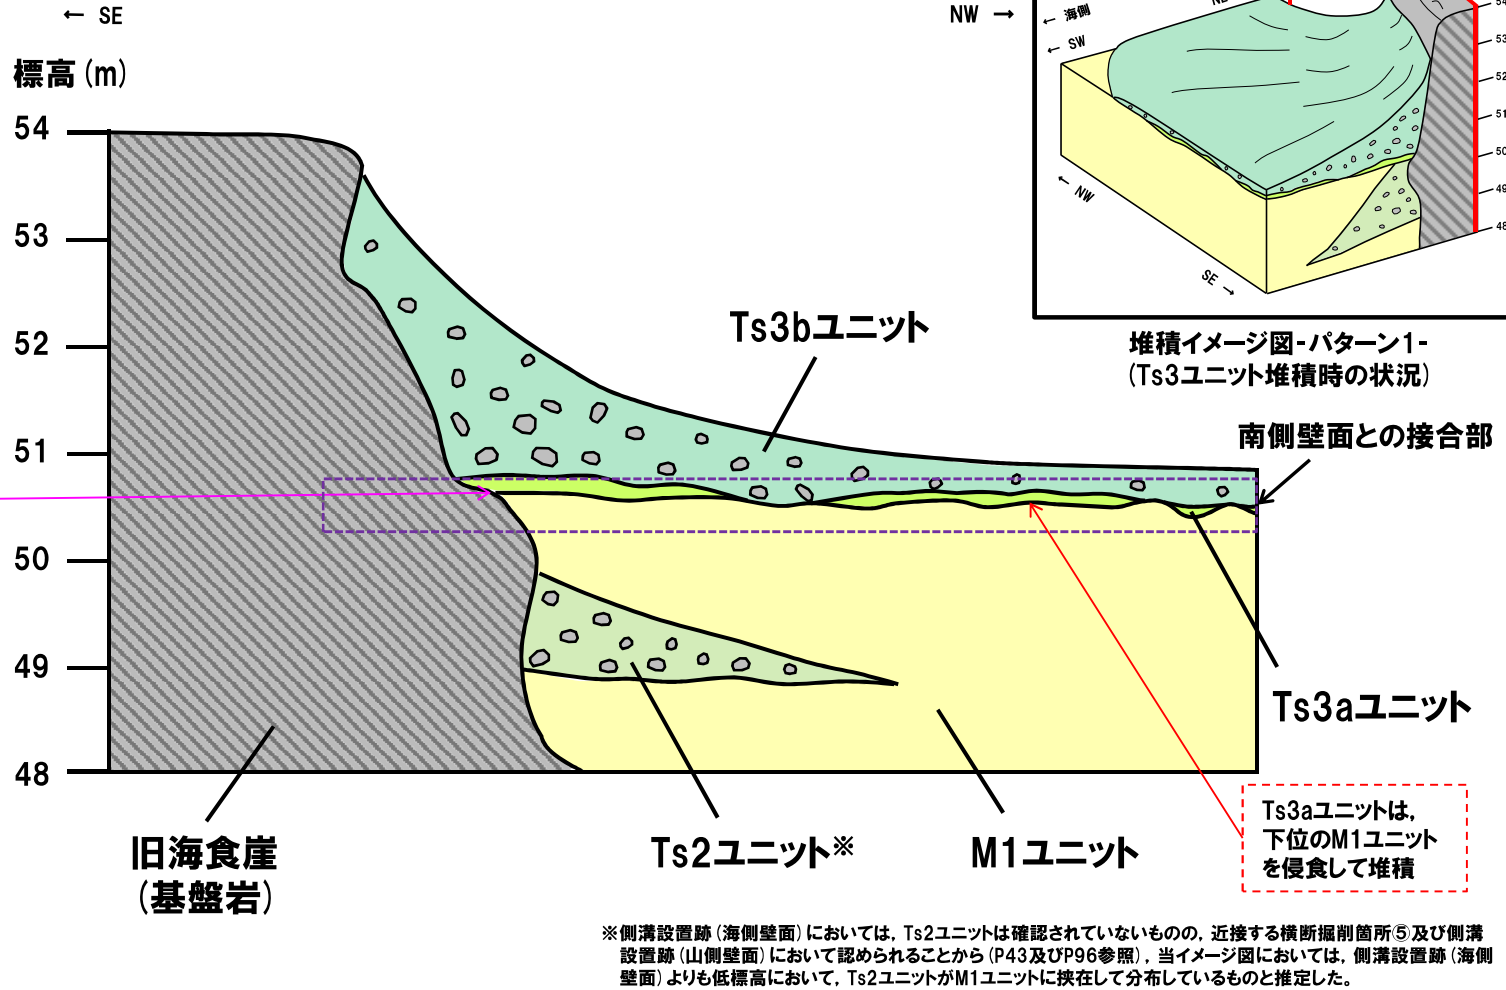 ← SE
NW →
標高(m)
54
53
52
51
50
49
48
← 海側
← SW
← NW
SE →
53
52
51
50
49
48
堆積イメージ図-パターン1-
(Ts3ユニット堆積時の状況)
Ts3bユニット
南側壁面との接合部
Ts3aユニット
旧海食崖
(基盤岩)
Ts2ユニット※
M1ユニット
Ts3aユニットは,
下位のM1ユニット
を侵食して堆積
※側溝設置跡(海側壁面)においては, Ts2ユニットは確認されていないものの, 近接する横断掘削箇所⑤及び側溝
設置跡(山側壁面)において認められることから(P43及びP96参照), 当イメージ図においては, 側溝設置跡(海側
壁面)よりも低標高において, Ts2ユニットがM1ユニットに挟在して分布しているものと推定した。